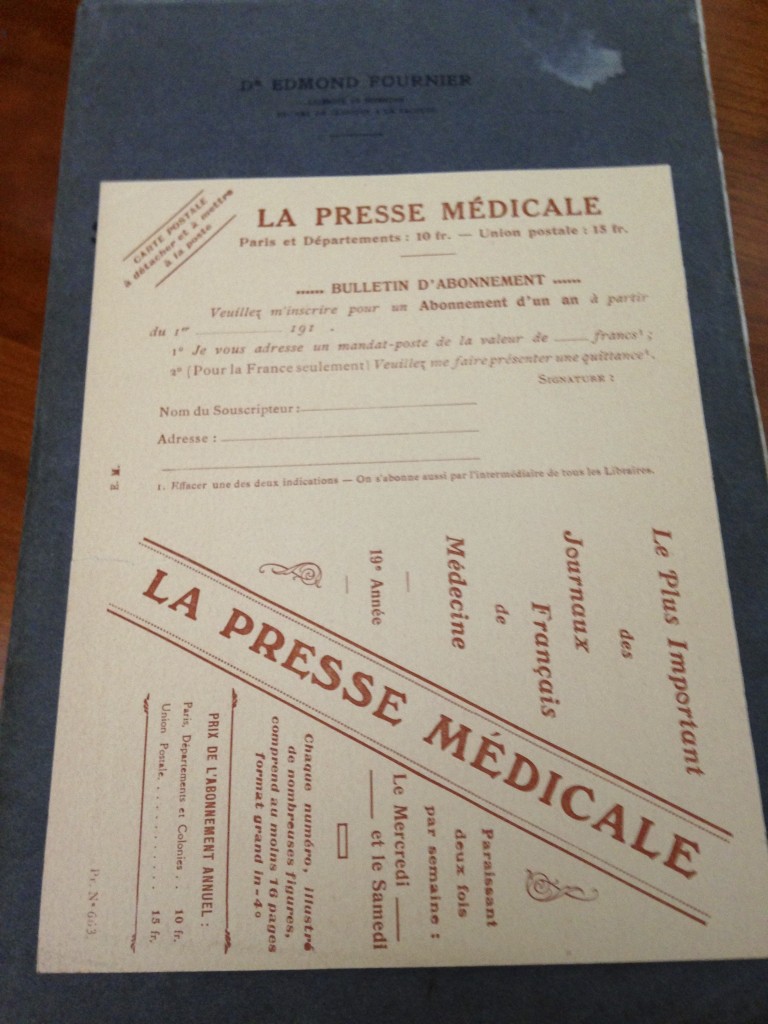 Dr EDMOND FOURNIER
CARTE POSTALE
à détacher et à mettre
à la poste
LA PRESSE MÉDICALE
Paris et Départements : 10 fr. — Union postale : 15 fr.
...... BULLETIN D'ABONNEMENT ......
Veuillez m'inscrire pour un Abonnement d'un an à partir
du 1er 191 .
1° Je vous adresse un mandat-poste de la valeur de francs¹ ;
2° (Pour la France seulement) Veuillez me faire présenter une quittance¹.
SIGNATURE :
Nom du Souscripteur :
Adresse :
1. Effacer une des deux indications — On s'abonne aussi par l'intermédiaire de tous les Libraires.
Le Plus Important
des
Journaux
Français
de
Médecine
19e Année
LA PRESSE MÉDICALE
Paraissant
deux fois
par semaine :
Le Mercredi
et le Samedi
Chaque numéro, illustré
de nombreuses figures,
comprend au moins 16 pages
format grand in-4°
PRIX DE L'ABONNEMENT ANNUEL :
Paris, Départements et Colonies . . 10 fr.
Union Postale. . . . . . . . . . . 15 fr.